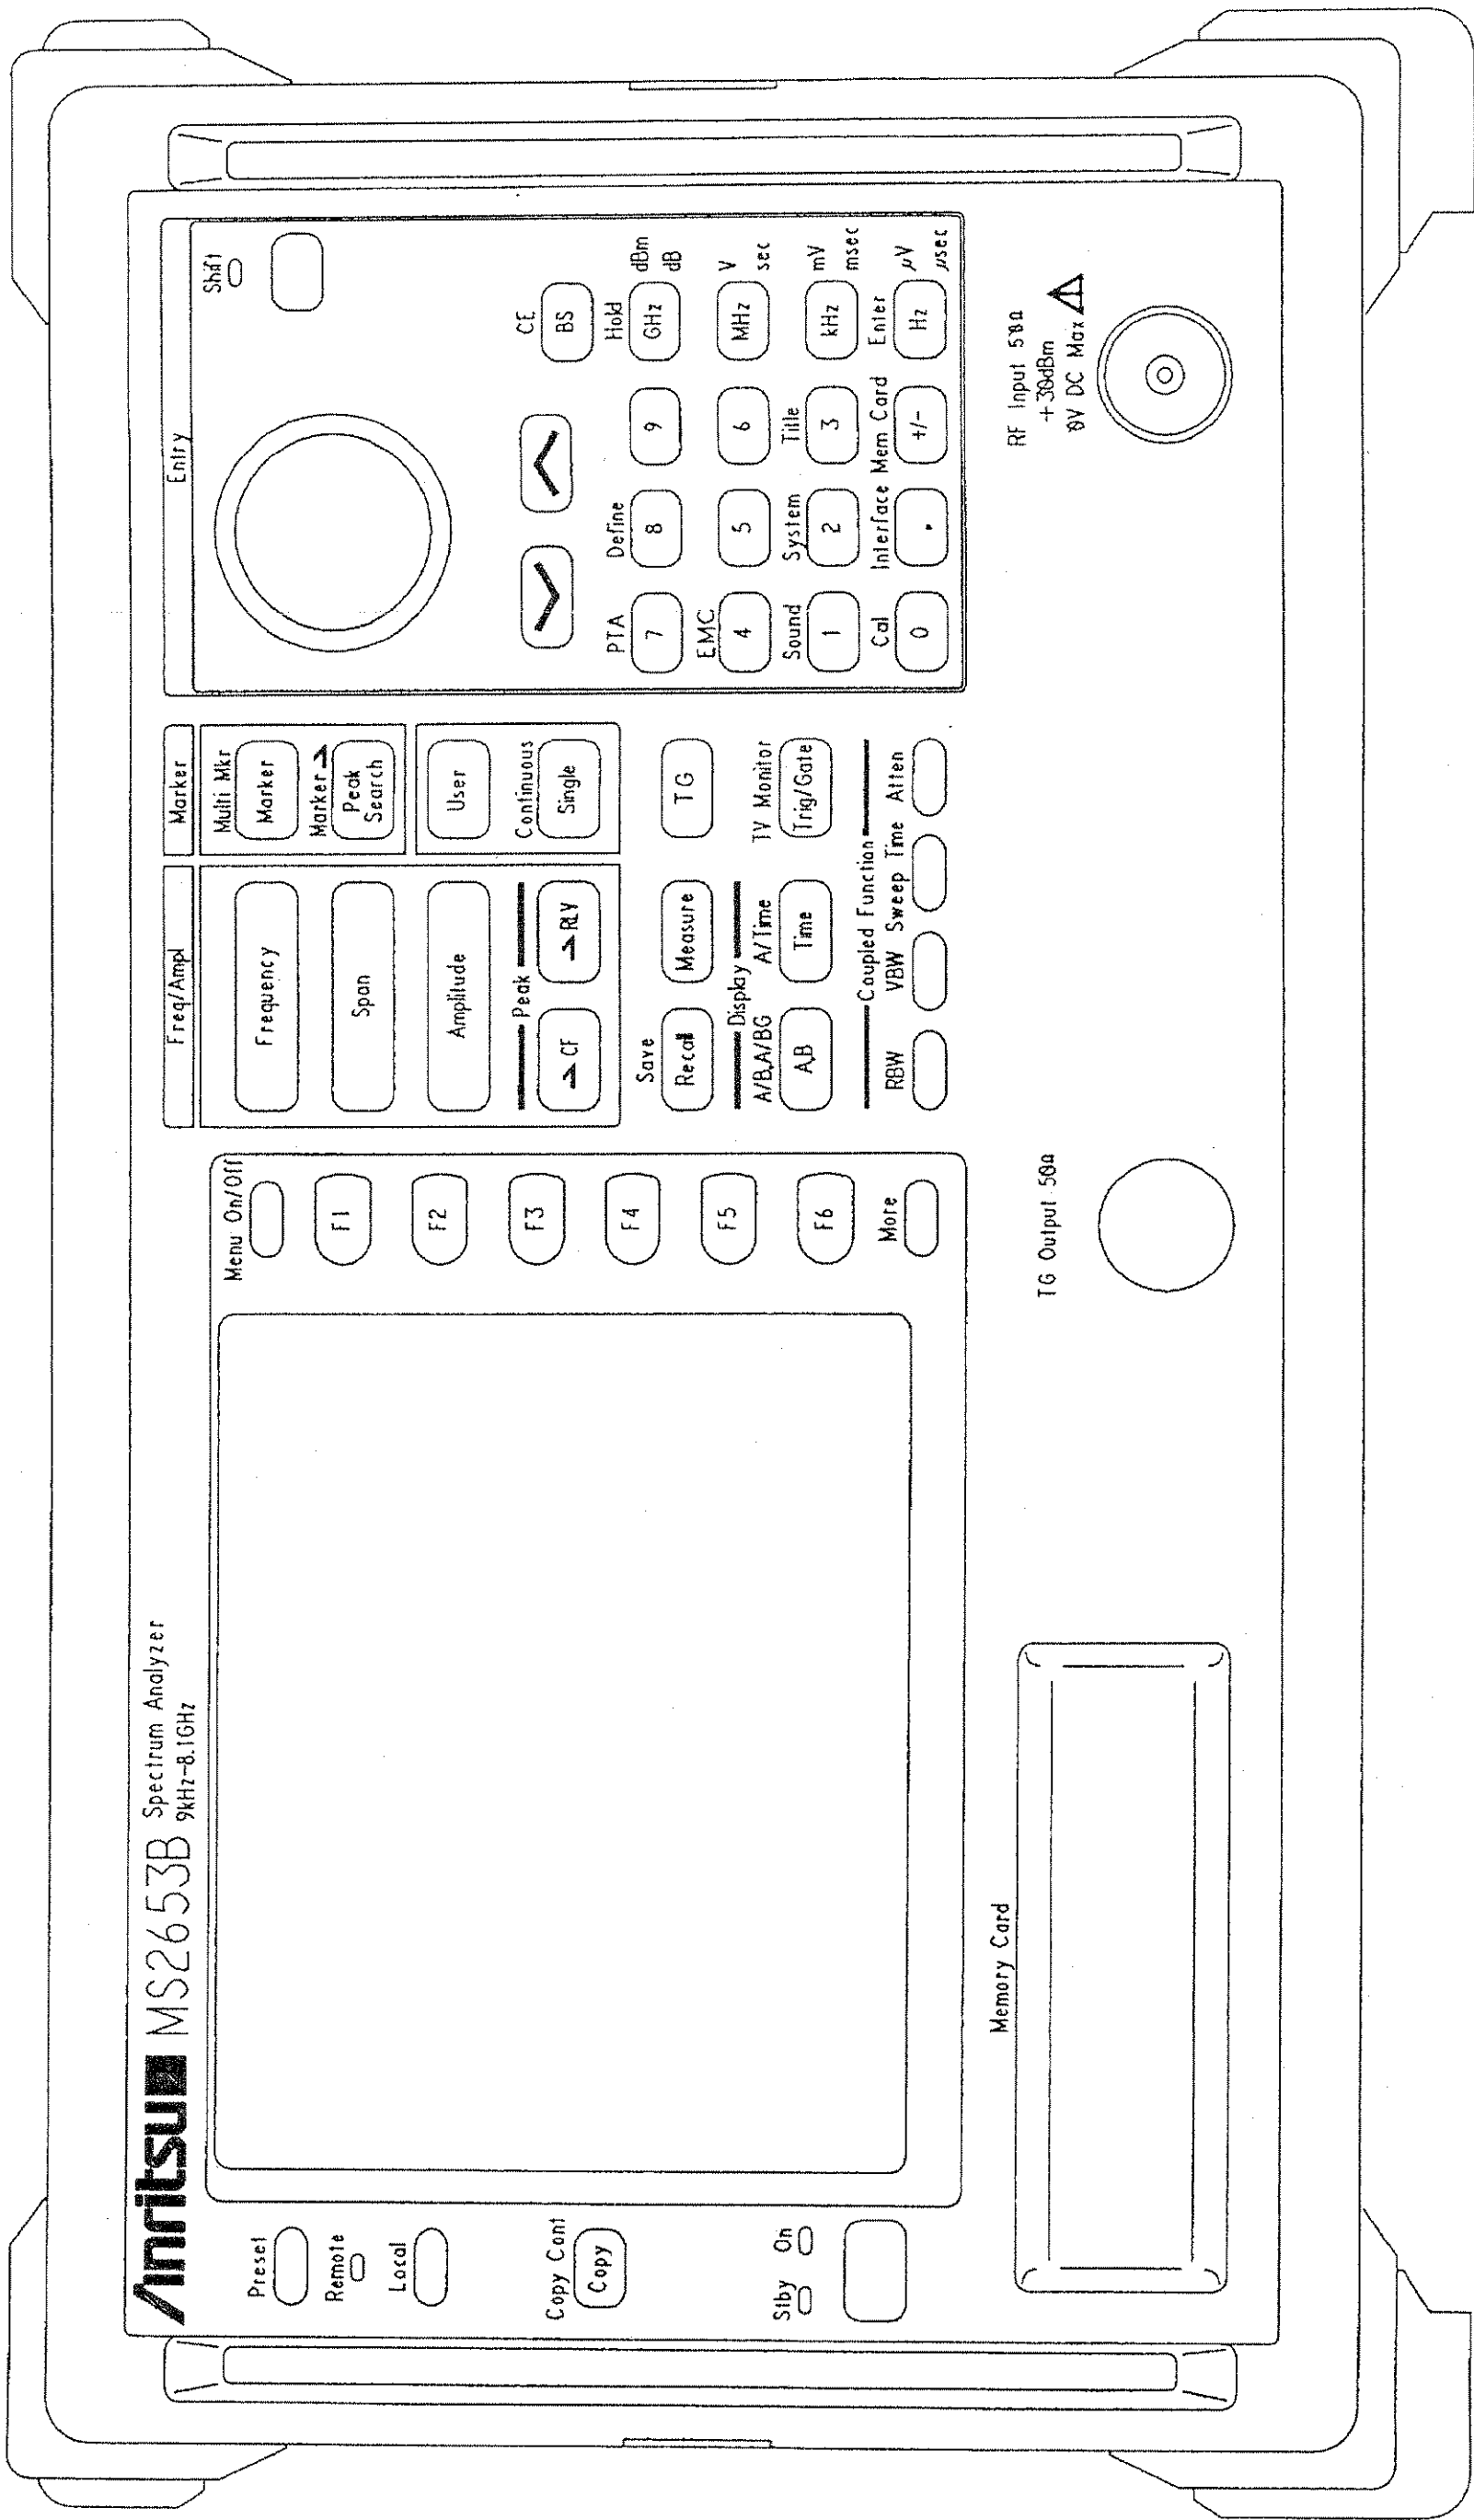 Anritsu MS2653B Spectrum Analyzer
9kHz-8.1GHz
Preset
Remote
Local
Copy Cont
Copy
Stby On
Memory Card
Menu On/Off
F1
F2
F3
F4
F5
F6
More
TG Output 50Ω
Freq/Ampl
Frequency
Span
Amplitude
Peak
→CF →RLV
Save
Recall Measure TG
Display
A/B,A/BG A/Time TV Monitor
A,B Time Trig/Gate
Coupled Function
RBW VBW Sweep Time Atten
Marker
Multi Mkr
Marker
Marker→
Peak
Search
User
Continuous
Single
Entry
Shift
CE
BS
PTA Define Hold
7 8 9 GHz dBm
dB
EMC
4 5 6 MHz V
sec
Sound System Title
1 2 3 kHz mV
msec
Cal Interface Mem Card Enter
0 . +/- Hz µV
µsec
RF Input 50Ω
+30dBm
0V DC Max